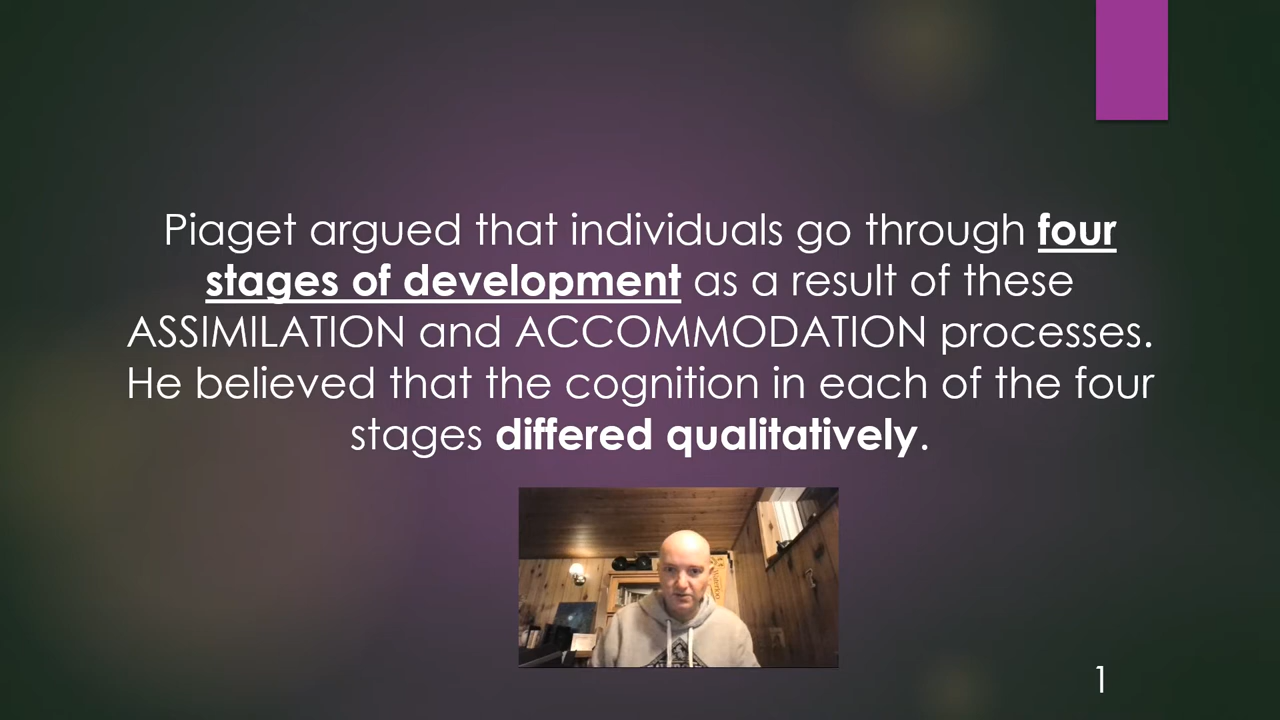 Piaget argued that individuals go through four
stages of development as a result of these
ASSIMILATION and ACCOMMODATION processes.
He believed that the cognition in each of the four
stages differed qualitatively.
1